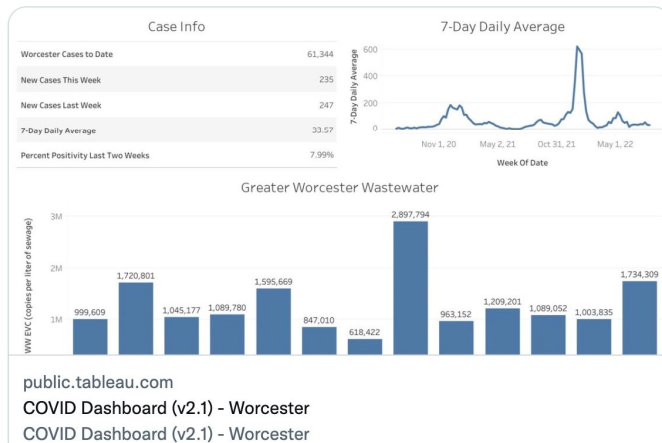 Case Info
Worcester Cases to Date 61,344
New Cases This Week 235
New Cases Last Week 247
7-Day Daily Average 33.57
Percent Positivity Last Two Weeks 7.99%
7-Day Daily Average
7-Day Daily Average
600
400
200
0
Nov 1, 20 May 2, 21 Oct 31, 21 May 1, 22
Week Of Date
Greater Worcester Wastewater
WW EVC (copies per liter of sewage)
3M
2M
1M
999,609 1,720,801 1,045,177 1,089,780 1,595,669 847,010 618,422 2,897,794 963,152 1,209,201 1,089,052 1,003,835 1,734,309
public.tableau.com
COVID Dashboard (v2.1) - Worcester
COVID Dashboard (v2.1) - Worcester